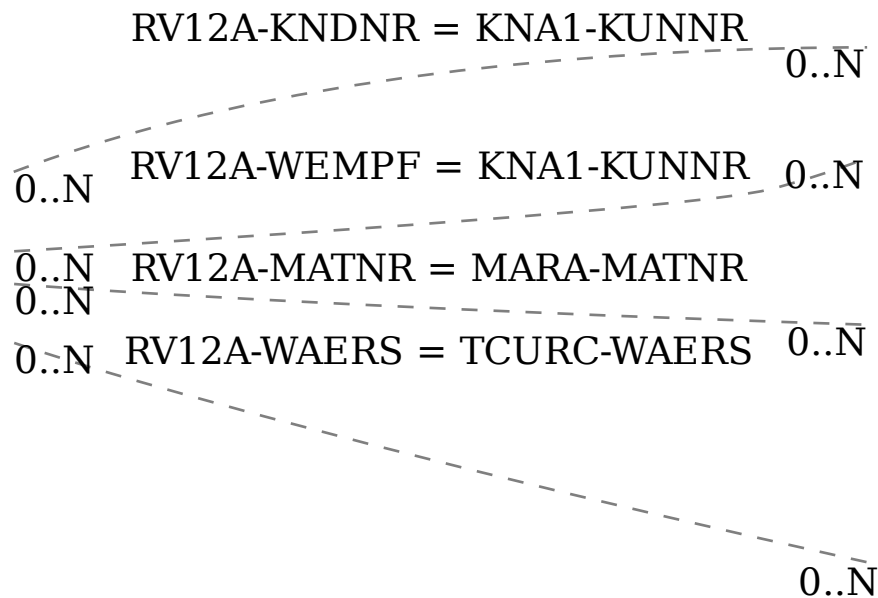 RV12A-KNDNR = KNA1-KUNNR
0..N
RV12A-WEMPF = KNA1-KUNNR
0..N
0..N
0..N
RV12A-MATNR = MARA-MATNR
0..N
RV12A-WAERS = TCURC-WAERS
0..N
0..N
0..N